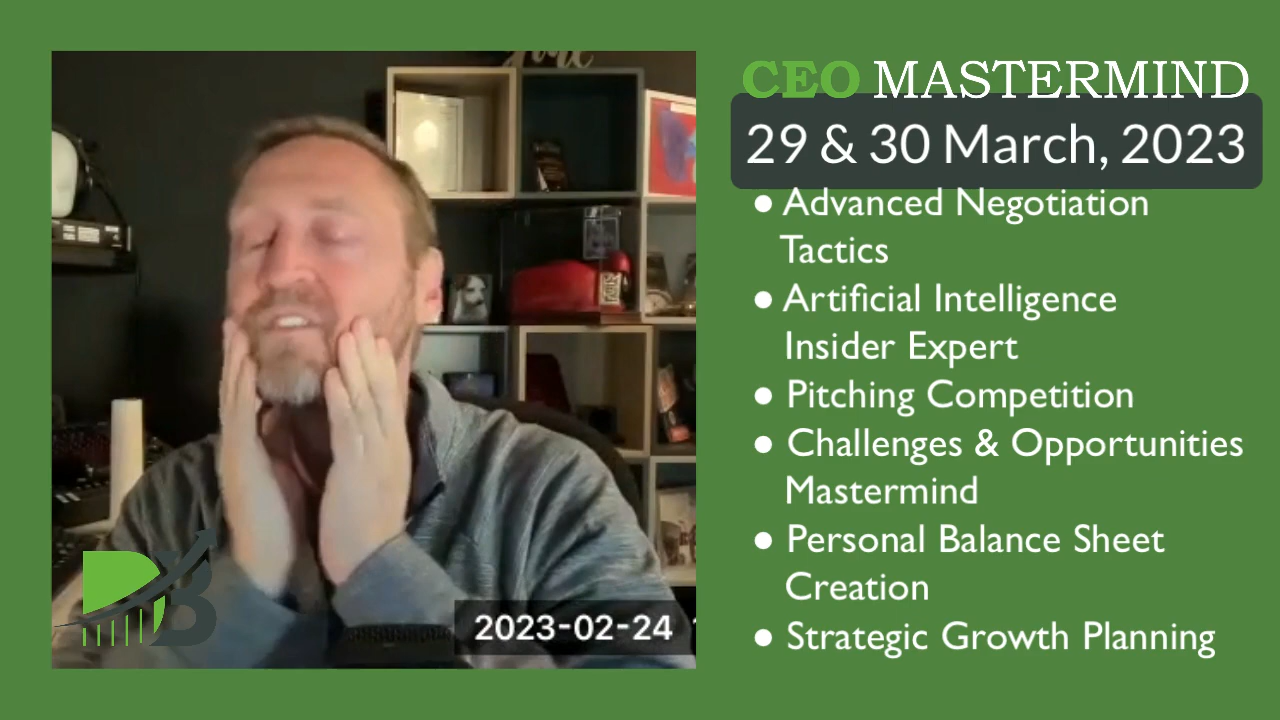 CEO MASTERMIND
29 & 30 March, 2023
● Advanced Negotiation
Tactics
● Artificial Intelligence
Insider Expert
● Pitching Competition
● Challenges & Opportunities
Mastermind
● Personal Balance Sheet
Creation
● Strategic Growth Planning
2023-02-24
DB